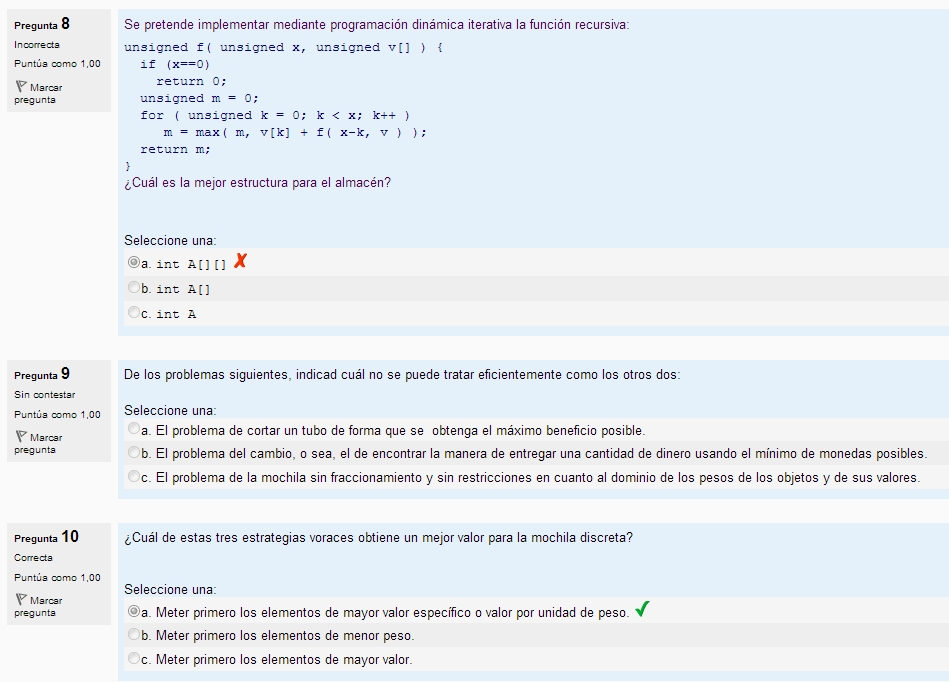 Pregunta 8
Incorrecta
Puntúa como 1,00
Marcar
pregunta
Se pretende implementar mediante programación dinámica iterativa la función recursiva:
unsigned f( unsigned x, unsigned v[] ) {
if (x==0)
return 0;
unsigned m = 0;
for ( unsigned k = 0; k < x; k++ )
m = max( m, v[k] + f( x-k, v ) );
return m;
}
¿Cuál es la mejor estructura para el almacén?
Seleccione una:
a. int A[][]
b. int A[]
c. int A
Pregunta 9
Sin contestar
Puntúa como 1,00
Marcar
pregunta
De los problemas siguientes, indicad cuál no se puede tratar eficientemente como los otros dos:
Seleccione una:
a. El problema de cortar un tubo de forma que se obtenga el máximo beneficio posible.
b. El problema del cambio, o sea, el de encontrar la manera de entregar una cantidad de dinero usando el mínimo de monedas posibles.
c. El problema de la mochila sin fraccionamiento y sin restricciones en cuanto al dominio de los pesos de los objetos y de sus valores.
Pregunta 10
Correcta
Puntúa como 1,00
Marcar
pregunta
¿Cuál de estas tres estrategias voraces obtiene un mejor valor para la mochila discreta?
Seleccione una:
a. Meter primero los elementos de mayor valor específico o valor por unidad de peso.
b. Meter primero los elementos de menor peso.
c. Meter primero los elementos de mayor valor.